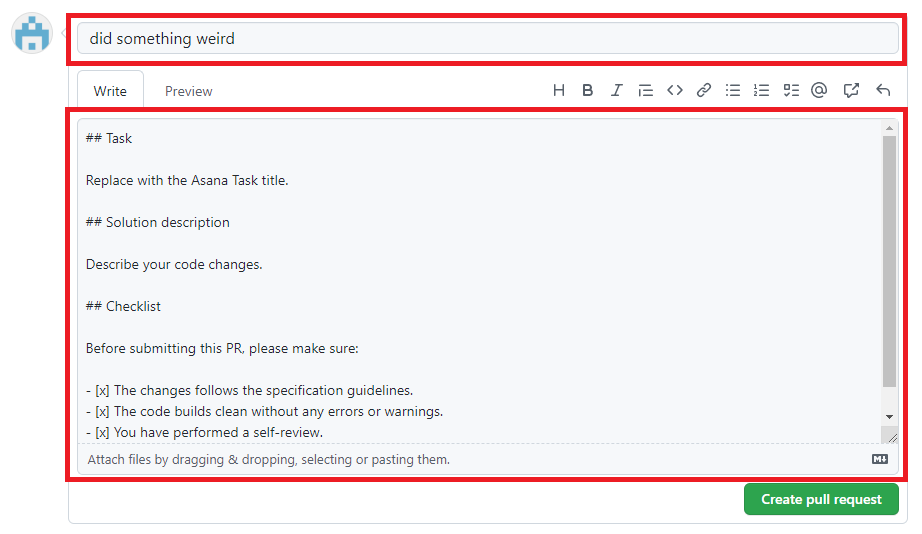 did something weird
Write Preview
## Task
Replace with the Asana Task title.
## Solution description
Describe your code changes.
## Checklist
Before submitting this PR, please make sure:
- [x] The changes follows the specification guidelines.
- [x] The code builds clean without any errors or warnings.
- [x] You have performed a self-review.
Attach files by dragging & dropping, selecting or pasting them.
Create pull request